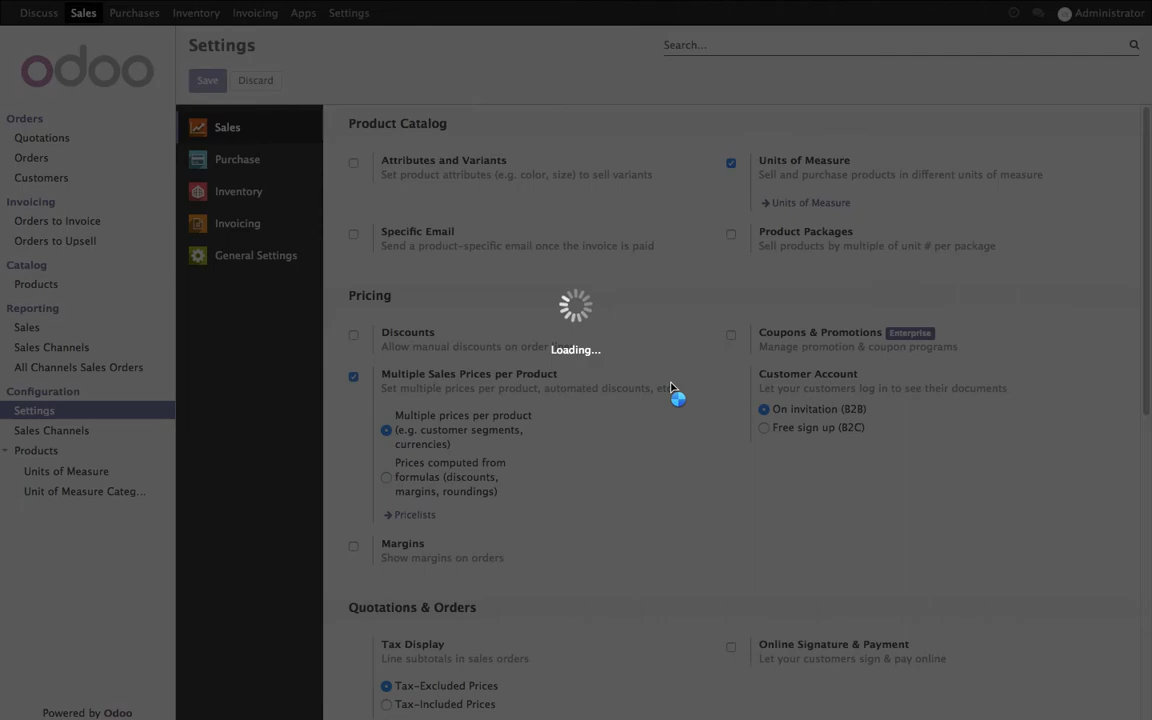 Discuss Sales Purchases Inventory Invoicing Apps Settings Administrator
odoo
Settings
Search...
Save Discard
Orders
Quotations
Orders
Customers
Invoicing
Orders to Invoice
Orders to Upsell
Catalog
Products
Reporting
Sales
Sales Channels
All Channels Sales Orders
Configuration
Settings
Sales Channels
Products
Units of Measure
Unit of Measure Categ...
Powered by Odoo
Sales
Purchase
Inventory
Invoicing
General Settings
Product Catalog
Attributes and Variants
Set product attributes (e.g. color, size) to sell variants
Units of Measure
Sell and purchase products in different units of measure
Units of Measure
Specific Email
Send a product-specific email once the invoice is paid
Product Packages
Sell products by multiple of unit # per package
Pricing
Discounts
Allow manual discounts on order
Coupons & Promotions Enterprise
Manage promotion & coupon programs
Loading...
Multiple Sales Prices per Product
Set multiple prices per product, automated discounts,
Multiple prices per product
(e.g. customer segments,
currencies)
Prices computed from
formulas (discounts,
margins, roundings)
Pricelists
Customer Account
Let your customers log in to see their documents
On invitation (B2B)
Free sign up (B2C)
Margins
Show margins on orders
Quotations & Orders
Tax Display
Line subtotals in sales orders
Tax-Excluded Prices
Tax-Included Prices
Online Signature & Payment
Let your customers sign & pay online